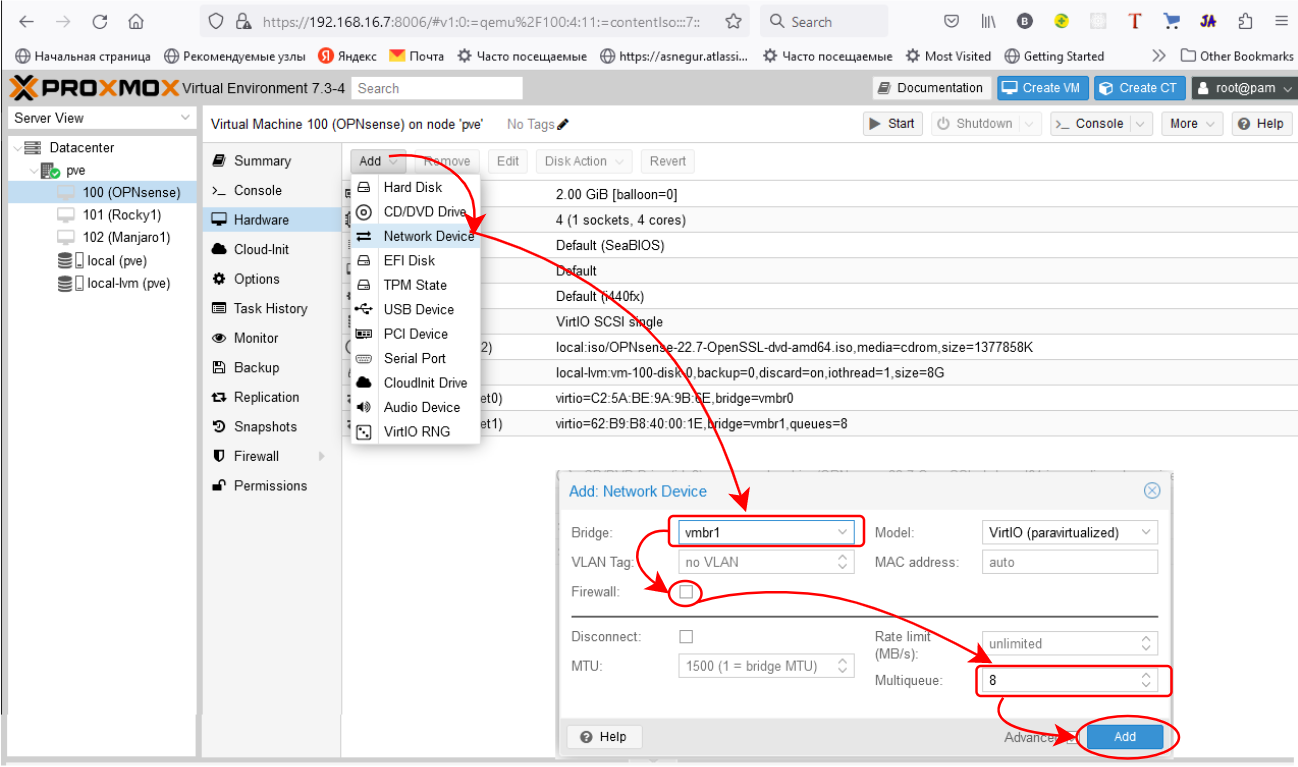 https://192.168.16.7:8006/#v1:0:=qemu%2F100:4:11:=contentIso:::7::
Search
Начальная страница
Рекомендуемые узлы
Яндекс
Почта
Часто посещаемые
https://asnegur.atlassi...
Часто посещаемые
Most Visited
Getting Started
Other Bookmarks
PROXMOX Virtual Environment 7.3-4
Search
Documentation
Create VM
Create CT
root@pam
Server View
Virtual Machine 100 (OPNsense) on node 'pve'
No Tags
Start
Shutdown
Console
More
Help
Datacenter
pve
100 (OPNsense)
101 (Rocky1)
102 (Manjaro1)
local (pve)
local-lvm (pve)
Summary
Console
Hardware
Cloud-Init
Options
Task History
Monitor
Backup
Replication
Snapshots
Firewall
Permissions
Add
Remove
Edit
Disk Action
Revert
Hard Disk
CD/DVD Drive
Network Device
EFI Disk
TPM State
USB Device
PCI Device
Serial Port
CloudInit Drive
Audio Device
VirtIO RNG
2.00 GiB [balloon=0]
4 (1 sockets, 4 cores)
Default (SeaBIOS)
Default
Default (i440fx)
VirtIO SCSI single
2) local:iso/OPNsense-22.7-OpenSSL-dvd-amd64.iso,media=cdrom,size=1377858K
local-lvm:vm-100-disk-0,backup=0,discard=on,iothread=1,size=8G
et0) virtio=C2:5A:BE:9A:9B:6E,bridge=vmbr0
et1) virtio=62:B9:B8:40:00:1E,bridge=vmbr1,queues=8
Add: Network Device
Bridge: vmbr1
Model: VirtIO (paravirtualized)
VLAN Tag: no VLAN
MAC address: auto
Firewall:
Disconnect:
Rate limit (MB/s): unlimited
MTU: 1500 (1 = bridge MTU)
Multiqueue: 8
Help
Advanced
Add